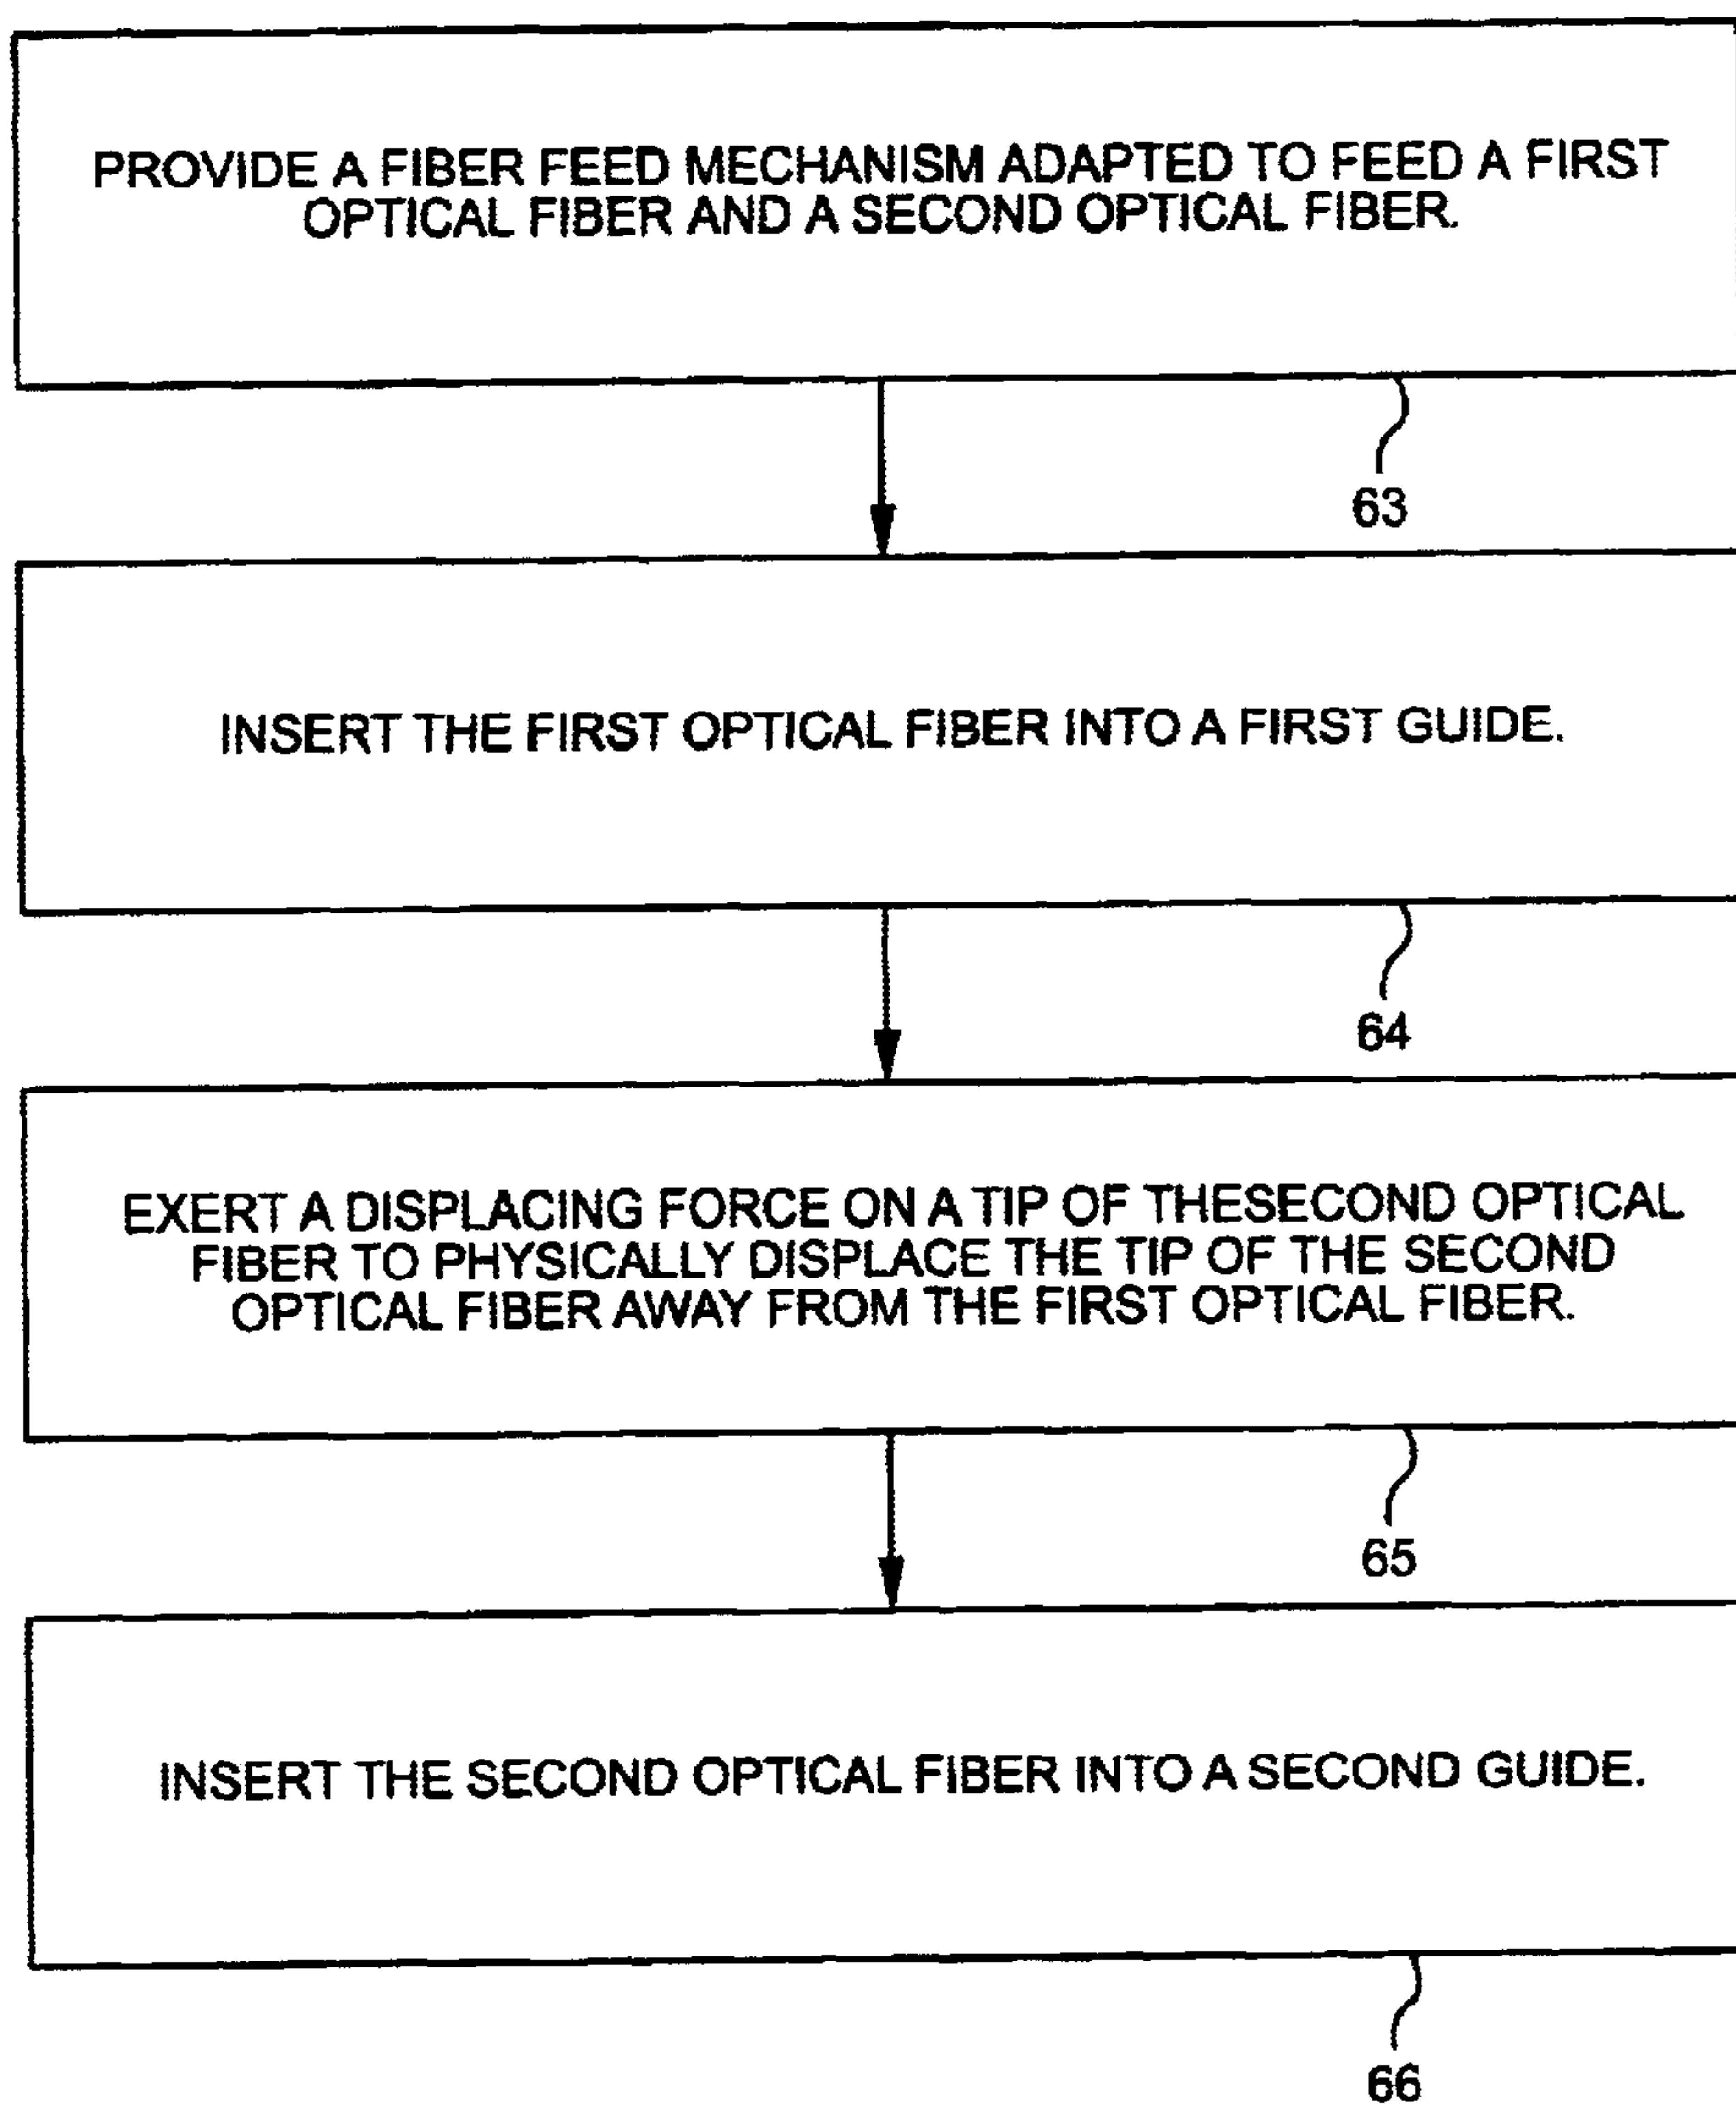 PROVIDE A FIBER FEED MECHANISM ADAPTED TO FEED A FIRST
OPTICAL FIBER AND A SECOND OPTICAL FIBER.
63
INSERT THE FIRST OPTICAL FIBER INTO A FIRST GUIDE.
64
EXERT A DISPLACING FORCE ON A TIP OF THESECOND OPTICAL
FIBER TO PHYSICALLY DISPLACE THE TIP OF THE SECOND
OPTICAL FIBER AWAY FROM THE FIRST OPTICAL FIBER.
65
INSERT THE SECOND OPTICAL FIBER INTO A SECOND GUIDE.
66